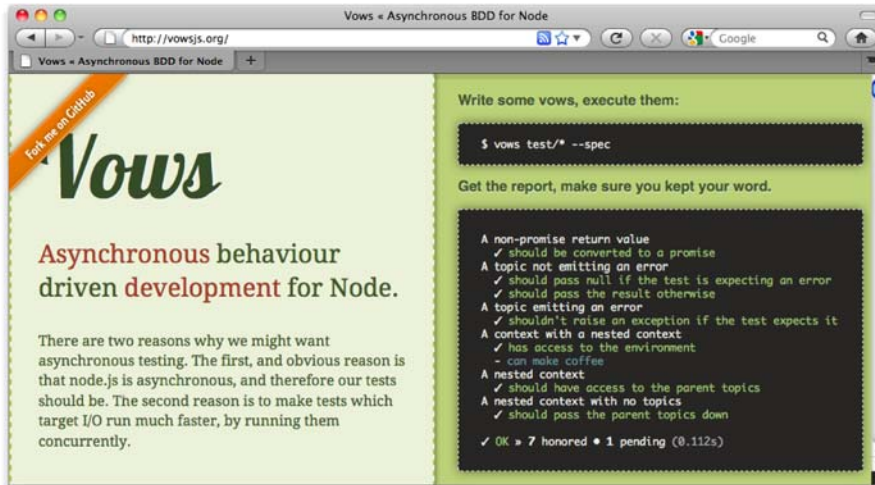 Vows « Asynchronous BDD for Node
http://vowsjs.org/
Google
Vows « Asynchronous BDD for Node
+
Fork me on GitHub
Vows
Asynchronous behaviour
driven development for Node.
There are two reasons why we might want
asynchronous testing. The first, and obvious reason is
that node.js is asynchronous, and therefore our tests
should be. The second reason is to make tests which
target I/O run much faster, by running them
concurrently.
Write some vows, execute them:
$ vows test/* --spec
Get the report, make sure you kept your word.
A non-promise return value
✓ should be converted to a promise
A topic not emitting an error
✓ should pass null if the test is expecting an error
✓ should pass the result otherwise
A topic emitting an error
✓ shouldn't raise an exception if the test expects it
A context with a nested context
✓ has access to the environment
- can make coffee
A nested context
✓ should have access to the parent topics
A nested context with no topics
✓ should pass the parent topics down
✓ OK » 7 honored • 1 pending (0.112s)